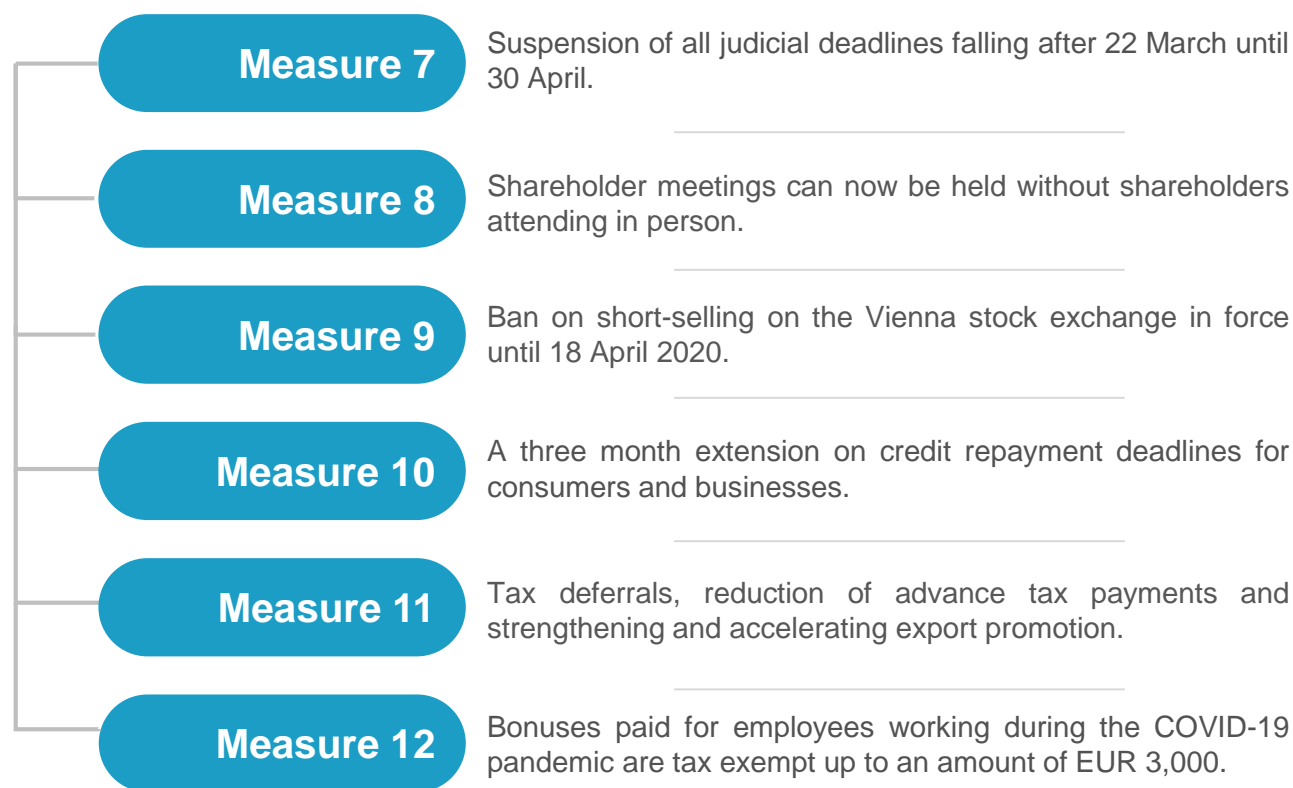 Measure 7
Suspension of all judicial deadlines falling after 22 March until
30 April.
Measure 8
Shareholder meetings can now be held without shareholders
attending in person.
Measure 9
Ban on short-selling on the Vienna stock exchange in force
until 18 April 2020.
Measure 10
A three month extension on credit repayment deadlines for
consumers and businesses.
Measure 11
Tax deferrals, reduction of advance tax payments and
strengthening and accelerating export promotion.
Measure 12
Bonuses paid for employees working during the COVID-19
pandemic are tax exempt up to an amount of EUR 3,000.